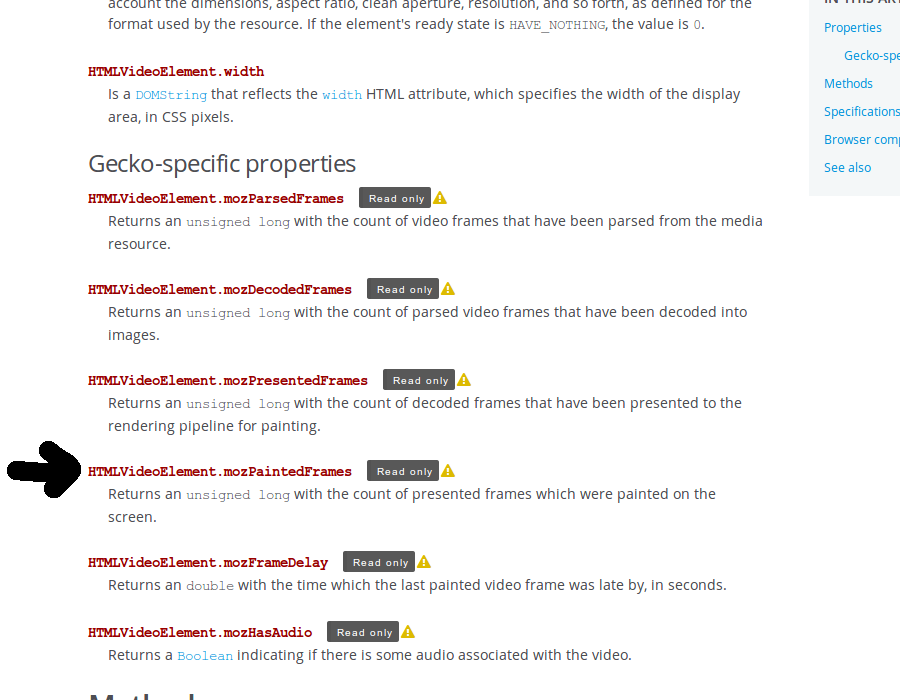 account the dimensions, aspect ratio, clean aperture, resolution, and so forth, as defined for the
format used by the resource. If the element's ready state is HAVE_NOTHING, the value is 0.
HTMLVideoElement.width
Is a DOMString that reflects the width HTML attribute, which specifies the width of the display
area, in CSS pixels.
Gecko-specific properties
HTMLVideoElement.mozParsedFrames Read only
Returns an unsigned long with the count of video frames that have been parsed from the media
resource.
HTMLVideoElement.mozDecodedFrames Read only
Returns an unsigned long with the count of parsed video frames that have been decoded into
images.
HTMLVideoElement.mozPresentedFrames Read only
Returns an unsigned long with the count of decoded frames that have been presented to the
rendering pipeline for painting.
HTMLVideoElement.mozPaintedFrames Read only
Returns an unsigned long with the count of presented frames which were painted on the
screen.
HTMLVideoElement.mozFrameDelay Read only
Returns an double with the time which the last painted video frame was late by, in seconds.
HTMLVideoElement.mozHasAudio Read only
Returns a Boolean indicating if there is some audio associated with the video.
IN THIS
Properties
Gecko-spe
Methods
Specifications
Browser com
See also